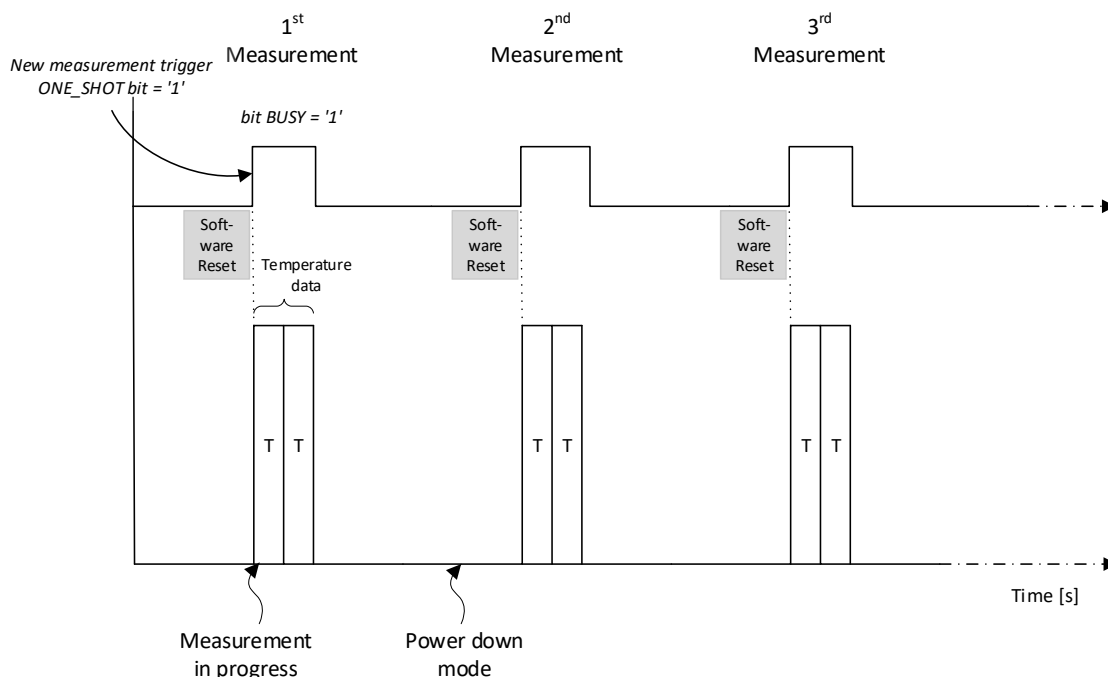 1st
Measurement
2nd
Measurement
3rd
Measurement
New measurement trigger
ONE_SHOT bit = '1'
bit BUSY = '1'
Soft-
ware
Reset
Soft-
ware
Reset
Soft-
ware
Reset
Temperature
data
T T
T T
T T
Time [s]
Measurement
in progress
Power down
mode